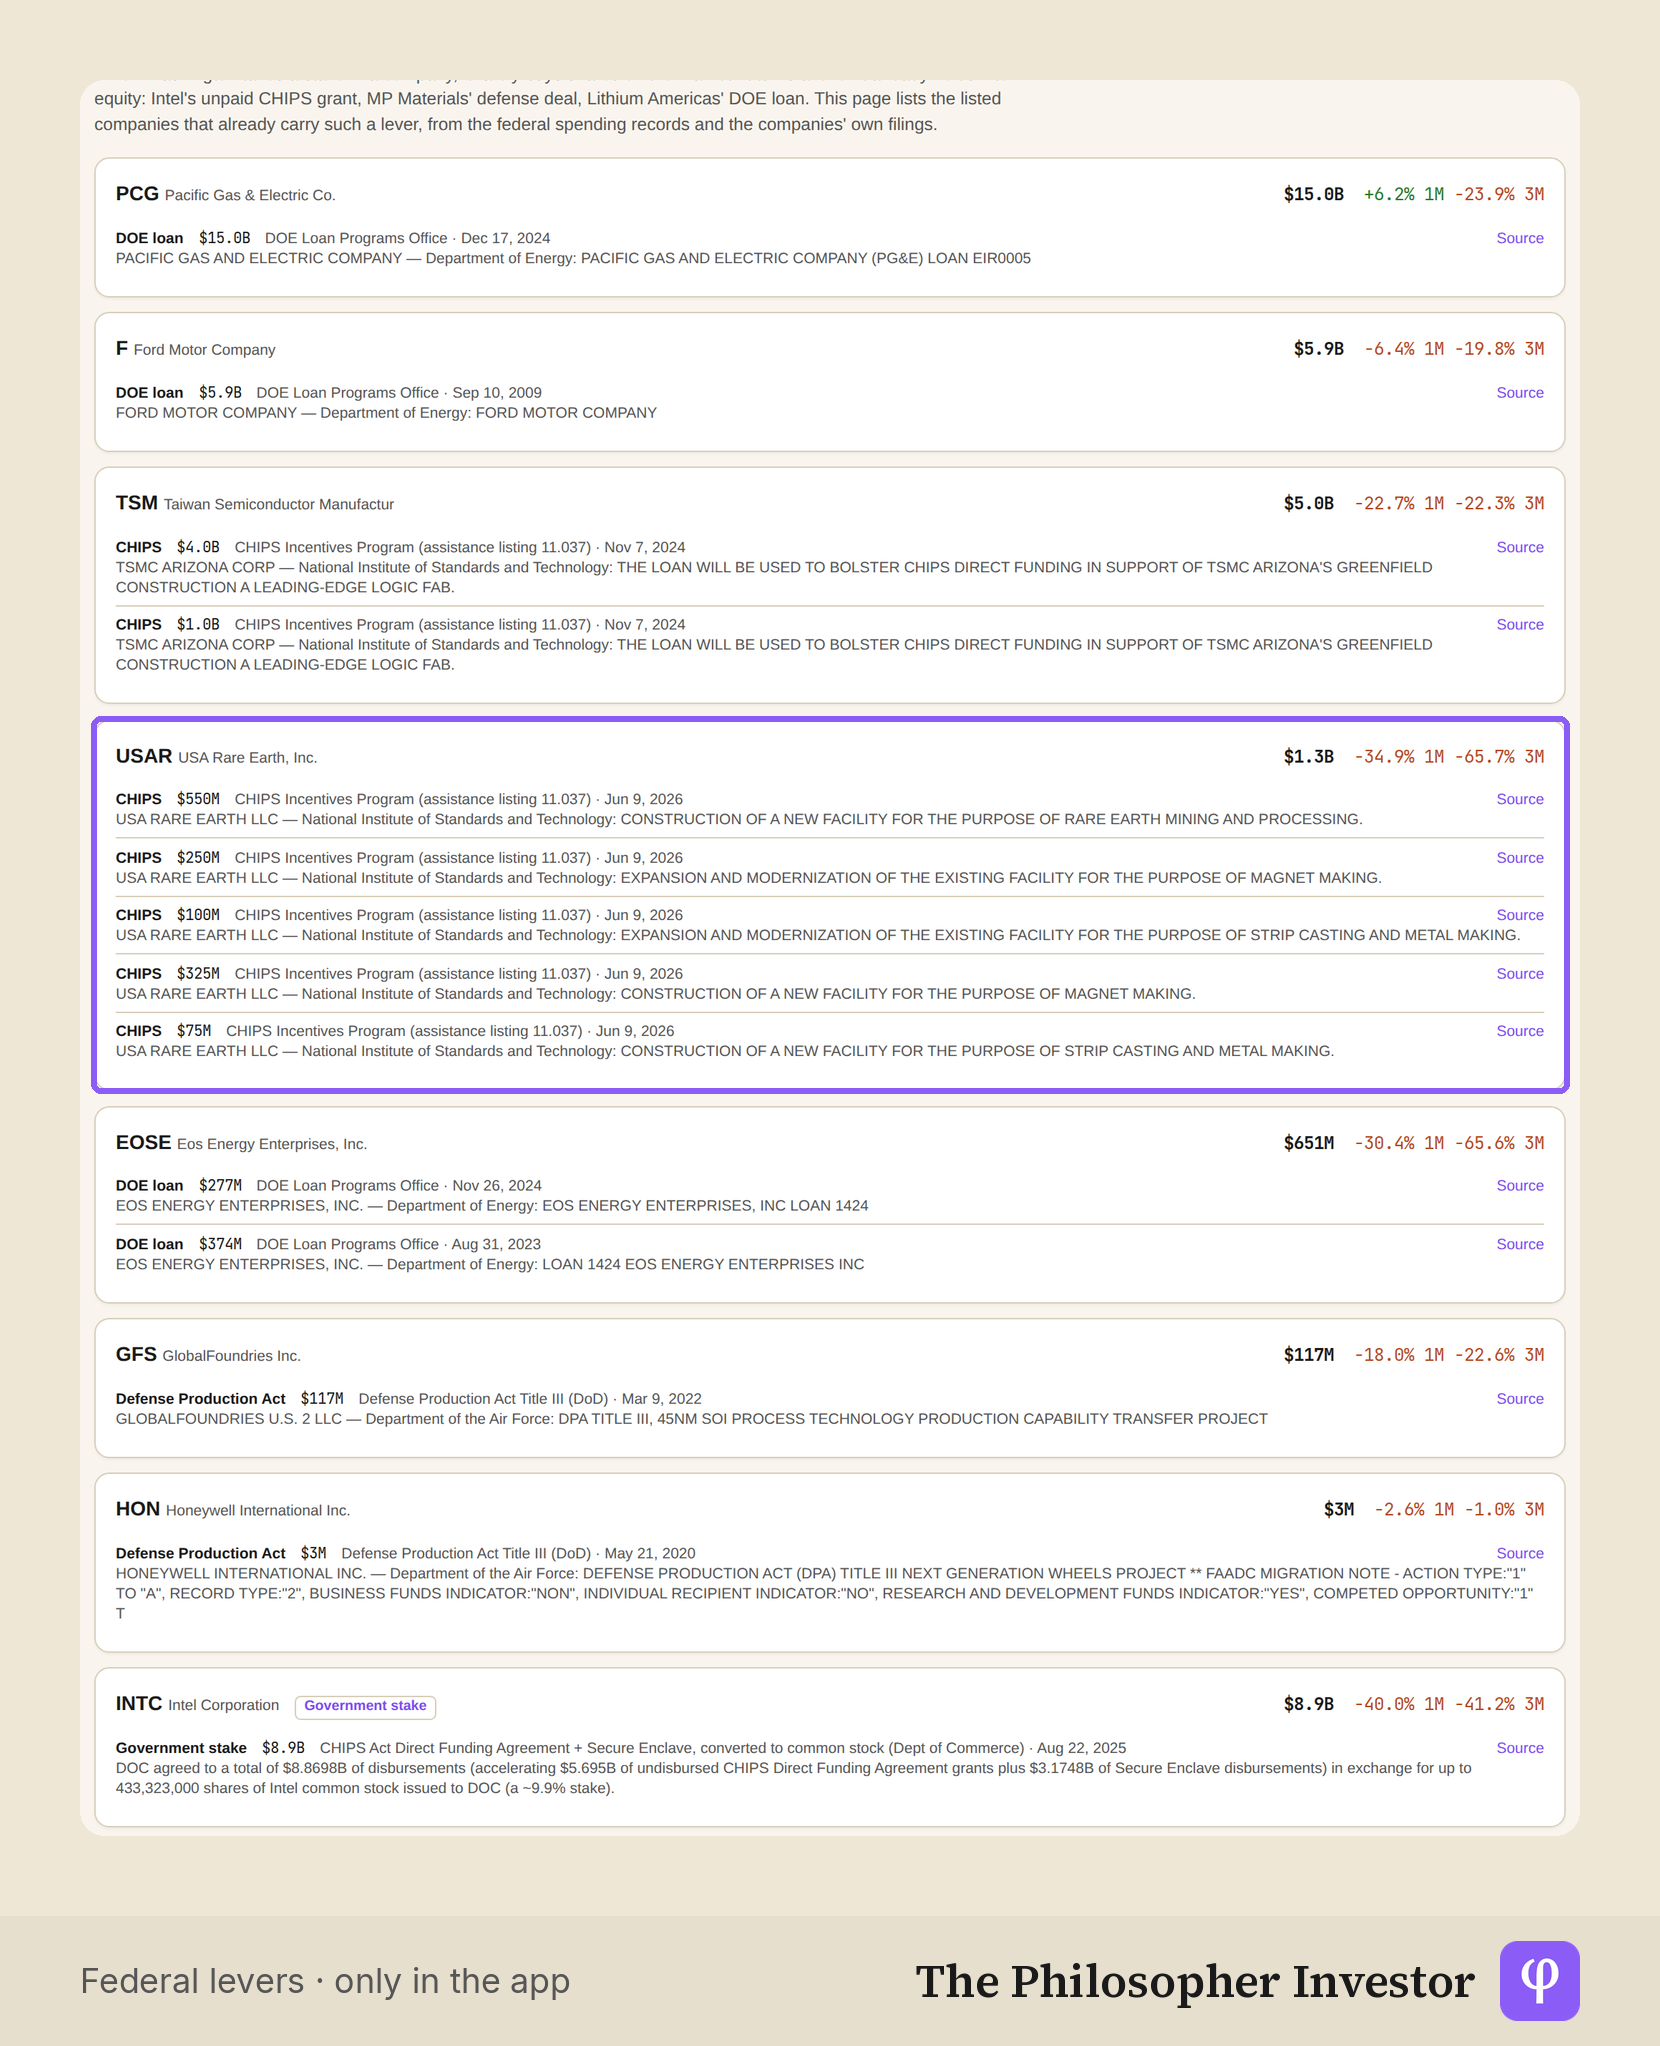 equity: Intel's unpaid CHIPS grant, MP Materials' defense deal, Lithium Americas' DOE loan. This page lists the listed
companies that already carry such a lever, from the federal spending records and the companies' own filings.
PCG Pacific Gas & Electric Co. $15.0B +6.2% 1M -23.9% 3M
DOE loan $15.0B DOE Loan Programs Office · Dec 17, 2024 Source
PACIFIC GAS AND ELECTRIC COMPANY — Department of Energy: PACIFIC GAS AND ELECTRIC COMPANY (PG&E) LOAN EIR0005
F Ford Motor Company $5.9B -6.4% 1M -19.8% 3M
DOE loan $5.9B DOE Loan Programs Office · Sep 10, 2009 Source
FORD MOTOR COMPANY — Department of Energy: FORD MOTOR COMPANY
TSM Taiwan Semiconductor Manufactur $5.0B -22.7% 1M -22.3% 3M
CHIPS $4.0B CHIPS Incentives Program (assistance listing 11.037) · Nov 7, 2024 Source
TSMC ARIZONA CORP — National Institute of Standards and Technology: THE LOAN WILL BE USED TO BOLSTER CHIPS DIRECT FUNDING IN SUPPORT OF TSMC ARIZONA'S GREENFIELD
CONSTRUCTION A LEADING-EDGE LOGIC FAB.
CHIPS $1.0B CHIPS Incentives Program (assistance listing 11.037) · Nov 7, 2024 Source
TSMC ARIZONA CORP — National Institute of Standards and Technology: THE LOAN WILL BE USED TO BOLSTER CHIPS DIRECT FUNDING IN SUPPORT OF TSMC ARIZONA'S GREENFIELD
CONSTRUCTION A LEADING-EDGE LOGIC FAB.
USAR USA Rare Earth, Inc. $1.3B -34.9% 1M -65.7% 3M
CHIPS $550M CHIPS Incentives Program (assistance listing 11.037) · Jun 9, 2026 Source
USA RARE EARTH LLC — National Institute of Standards and Technology: CONSTRUCTION OF A NEW FACILITY FOR THE PURPOSE OF RARE EARTH MINING AND PROCESSING.
CHIPS $250M CHIPS Incentives Program (assistance listing 11.037) · Jun 9, 2026 Source
USA RARE EARTH LLC — National Institute of Standards and Technology: EXPANSION AND MODERNIZATION OF THE EXISTING FACILITY FOR THE PURPOSE OF MAGNET MAKING.
CHIPS $100M CHIPS Incentives Program (assistance listing 11.037) · Jun 9, 2026 Source
USA RARE EARTH LLC — National Institute of Standards and Technology: EXPANSION AND MODERNIZATION OF THE EXISTING FACILITY FOR THE PURPOSE OF STRIP CASTING AND METAL MAKING.
CHIPS $325M CHIPS Incentives Program (assistance listing 11.037) · Jun 9, 2026 Source
USA RARE EARTH LLC — National Institute of Standards and Technology: CONSTRUCTION OF A NEW FACILITY FOR THE PURPOSE OF MAGNET MAKING.
CHIPS $75M CHIPS Incentives Program (assistance listing 11.037) · Jun 9, 2026 Source
USA RARE EARTH LLC — National Institute of Standards and Technology: CONSTRUCTION OF A NEW FACILITY FOR THE PURPOSE OF STRIP CASTING AND METAL MAKING.
EOSE Eos Energy Enterprises, Inc. $651M -30.4% 1M -65.6% 3M
DOE loan $277M DOE Loan Programs Office · Nov 26, 2024 Source
EOS ENERGY ENTERPRISES, INC. — Department of Energy: EOS ENERGY ENTERPRISES, INC LOAN 1424
DOE loan $374M DOE Loan Programs Office · Aug 31, 2023 Source
EOS ENERGY ENTERPRISES, INC. — Department of Energy: LOAN 1424 EOS ENERGY ENTERPRISES INC
GFS GlobalFoundries Inc. $117M -18.0% 1M -22.6% 3M
Defense Production Act $117M Defense Production Act Title III (DoD) · Mar 9, 2022 Source
GLOBALFOUNDRIES U.S. 2 LLC — Department of the Air Force: DPA TITLE III, 45NM SOI PROCESS TECHNOLOGY PRODUCTION CAPABILITY TRANSFER PROJECT
HON Honeywell International Inc. $3M -2.6% 1M -1.0% 3M
Defense Production Act $3M Defense Production Act Title III (DoD) · May 21, 2020 Source
HONEYWELL INTERNATIONAL INC. — Department of the Air Force: DEFENSE PRODUCTION ACT (DPA) TITLE III NEXT GENERATION WHEELS PROJECT ** FAADC MIGRATION NOTE - ACTION TYPE:"1"
TO "A", RECORD TYPE:"2", BUSINESS FUNDS INDICATOR:"NON", INDIVIDUAL RECIPIENT INDICATOR:"NO", RESEARCH AND DEVELOPMENT FUNDS INDICATOR:"YES", COMPETED OPPORTUNITY:"1"
T
INTC Intel Corporation Government stake $8.9B -40.0% 1M -41.2% 3M
Government stake $8.9B CHIPS Act Direct Funding Agreement + Secure Enclave, converted to common stock (Dept of Commerce) · Aug 22, 2025 Source
DOC agreed to a total of $8.8698B of disbursements (accelerating $5.695B of undisbursed CHIPS Direct Funding Agreement grants plus $3.1748B of Secure Enclave disbursements) in exchange for up to
433,323,000 shares of Intel common stock issued to DOC (a ~9.9% stake).
Federal levers · only in the app
The Philosopher Investor φ